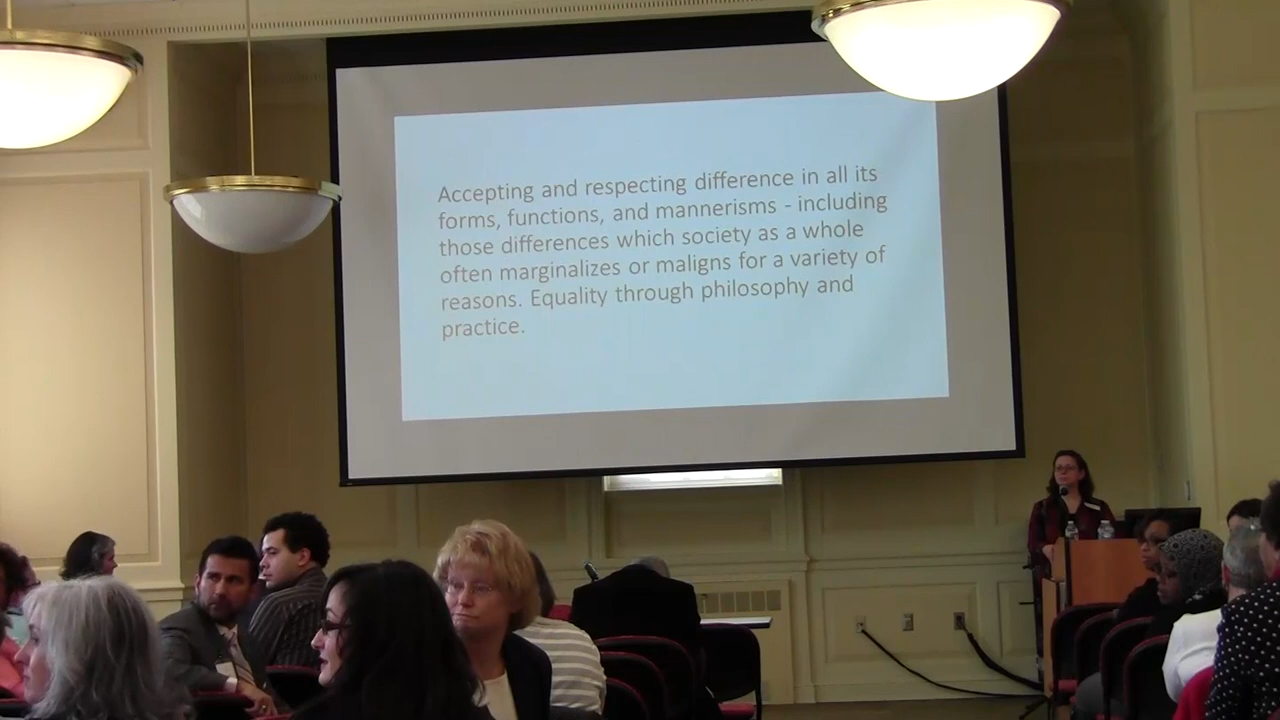 Accepting and respecting difference in all its
forms, functions, and mannerisms - including
those differences which society as a whole
often marginalizes or maligns for a variety of
reasons. Equality through philosophy and
practice.